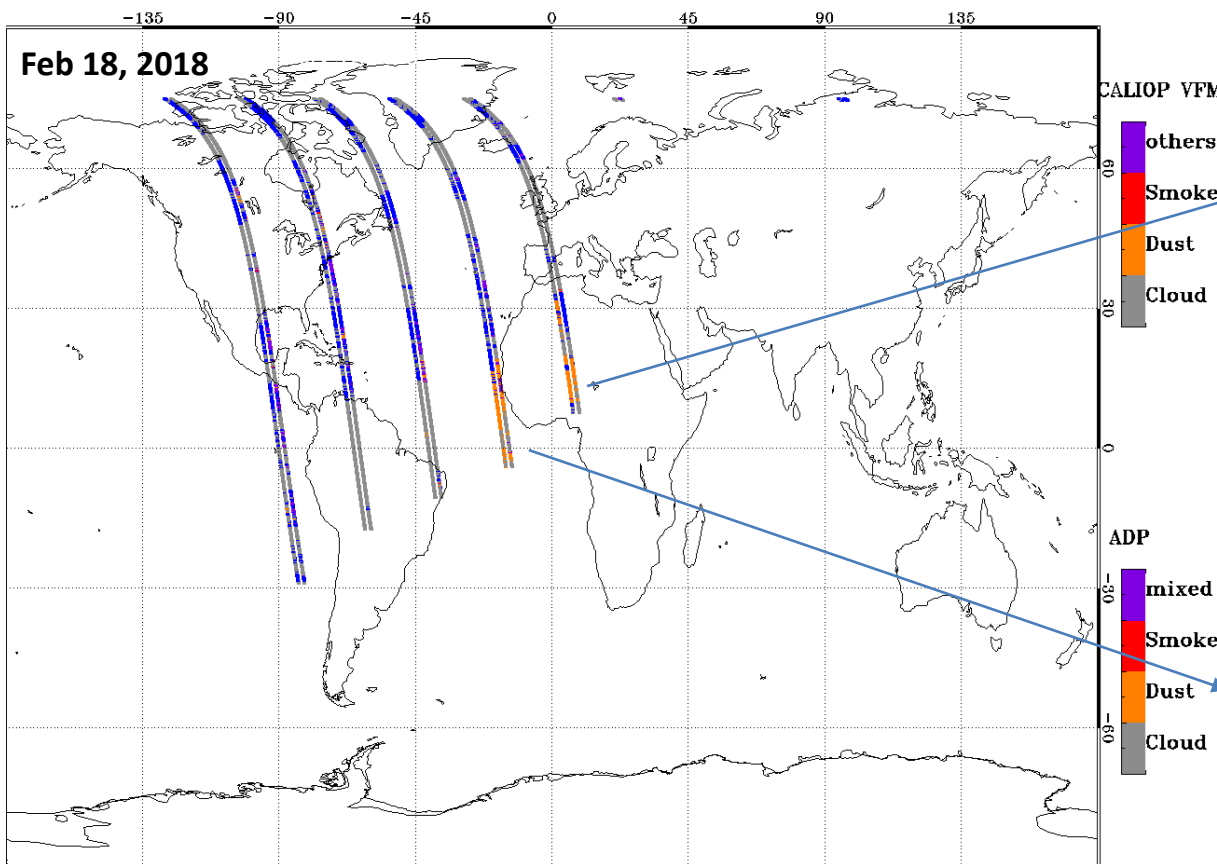 -135 -90 -45 0 45 90 135
Feb 18, 2018
CALIOP VFM
others
Smoke
Dust
Cloud
60
30
0
-30
-60
ADP
mixed
Smoke
Dust
Cloud